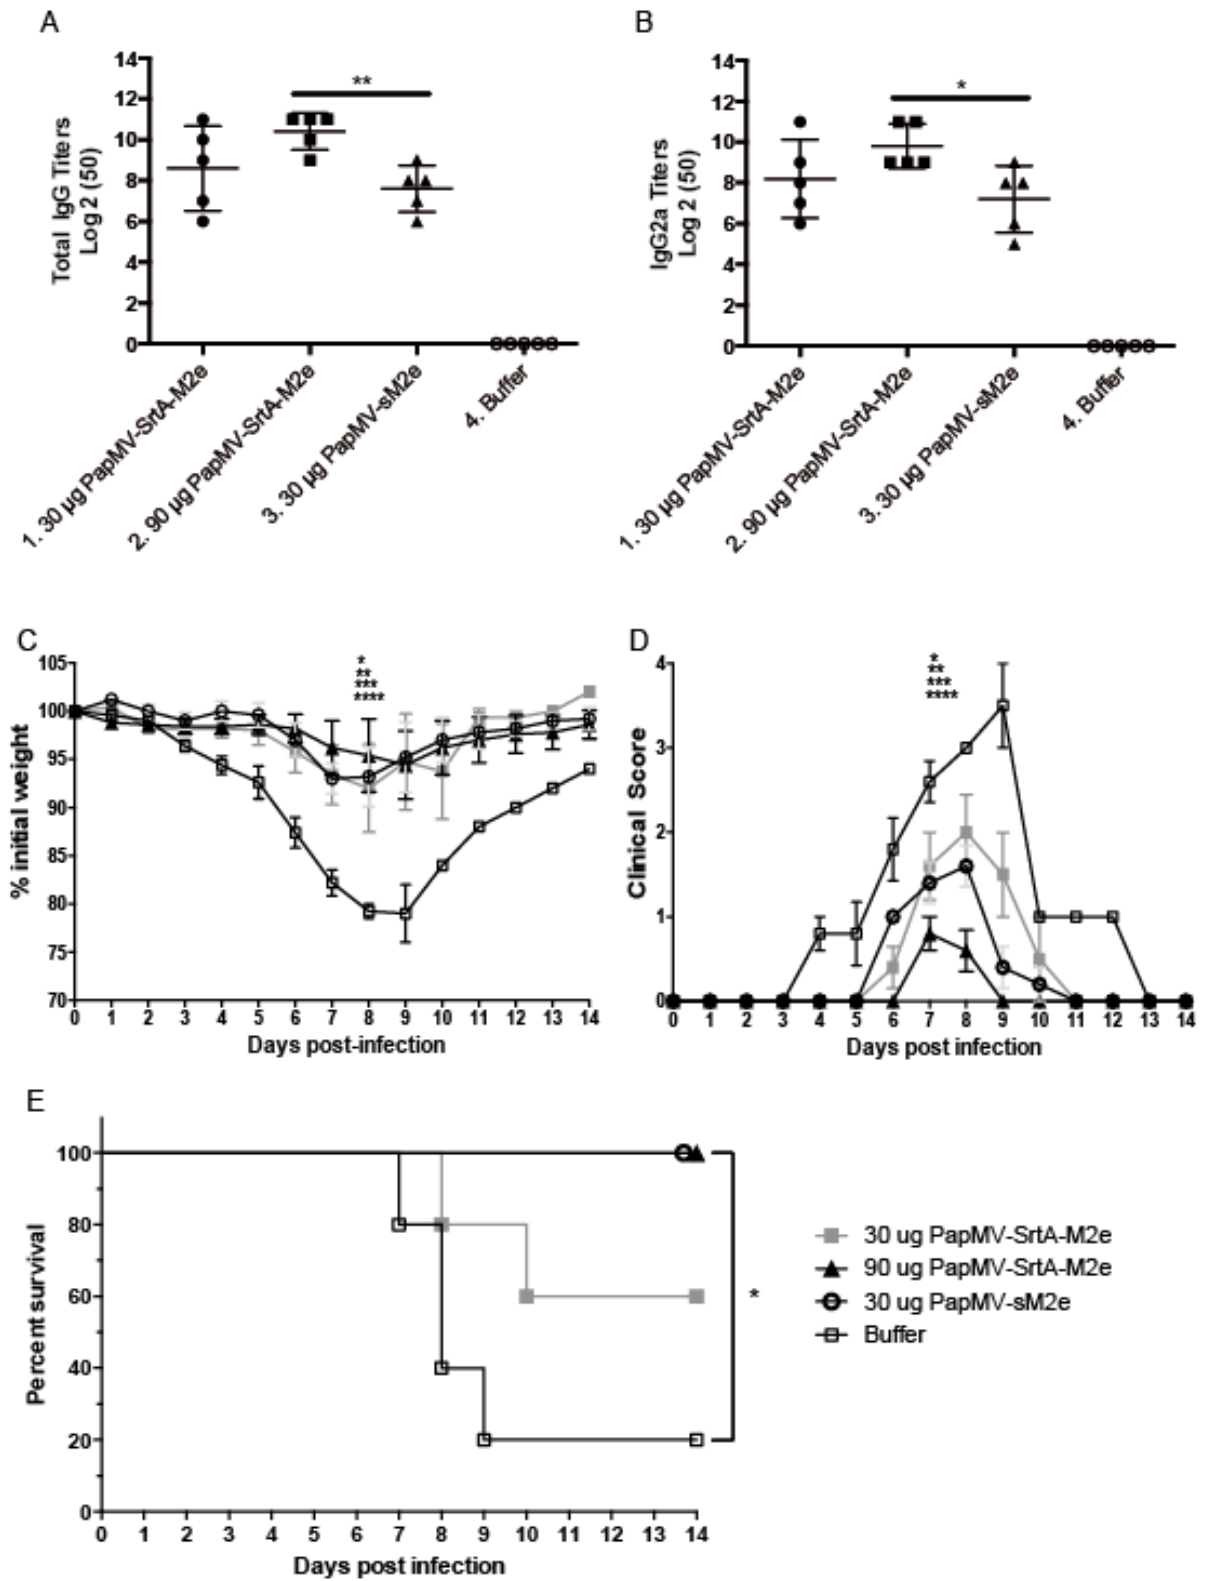 A
14
12
10
8
6
4
2
0
Total IgG Titers
Log 2 (50)
**
1. 30 µg PapMV-SrtA-M2e
2. 90 µg PapMV-SrtA-M2e
3. 30 µg PapMV-sM2e
4. Buffer
B
14
12
10
8
6
4
2
0
IgG2a Titers
Log 2 (50)
*
1. 30 µg PapMV-SrtA-M2e
2. 90 µg PapMV-SrtA-M2e
3. 30 µg PapMV-sM2e
4. Buffer
C
105
100
95
90
85
80
75
70
% initial weight
*
**
***
****
0 1 2 3 4 5 6 7 8 9 10 11 12 13 14
Days post-infection
D
4
3
2
1
0
Clinical Score
*
**
***
****
0 1 2 3 4 5 6 7 8 9 10 11 12 13 14
Days post infection
E
100
80
60
40
20
0
Percent survival
*
0 1 2 3 4 5 6 7 8 9 10 11 12 13 14
Days post infection
30 ug PapMV-SrtA-M2e
90 ug PapMV-SrtA-M2e
30 ug PapMV-sM2e
Buffer